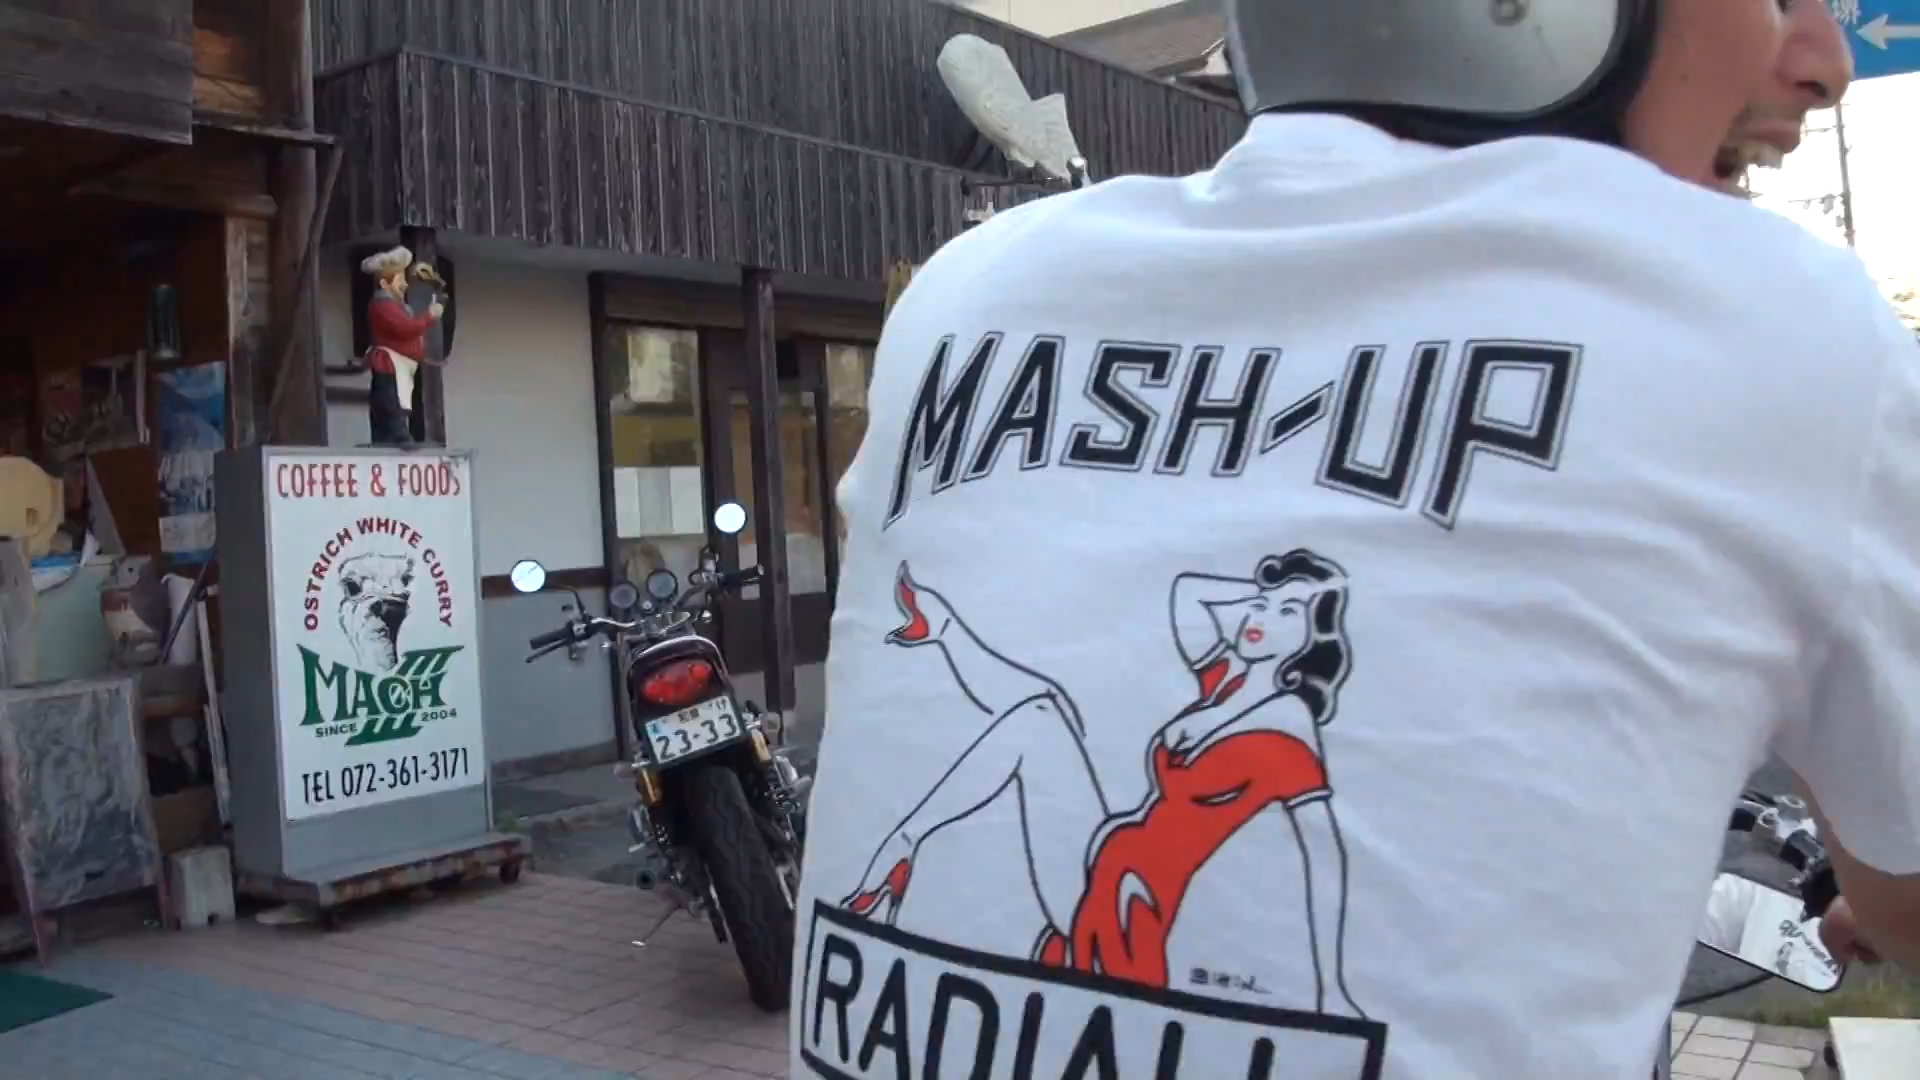 COFFEE & FOODS
OSTRICH WHITE CURRY
MACH
SINCE 2004
TEL 072-361-3171
23-33
MASH-UP
RADIALL